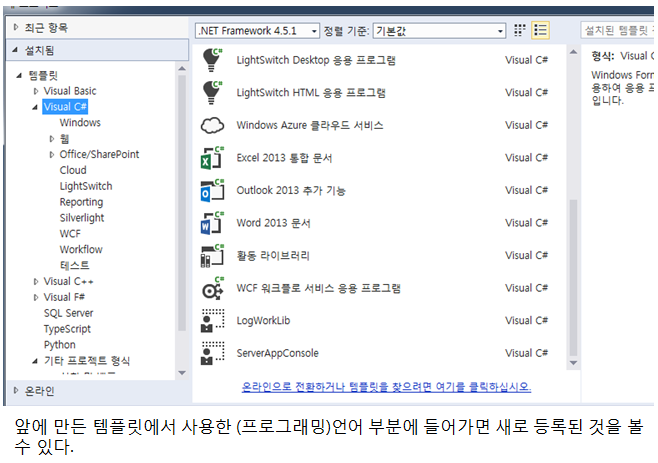 최근 항목
설치됨
템플릿
Visual Basic
Visual C#
Windows
웹
Office/SharePoint
Cloud
LightSwitch
Reporting
Silverlight
WCF
Workflow
테스트
Visual C++
Visual F#
SQL Server
TypeScript
Python
기타 프로젝트 형식
온라인
.NET Framework 4.5.1 정렬 기준: 기본값
LightSwitch Desktop 응용 프로그램 Visual C#
LightSwitch HTML 응용 프로그램 Visual C#
Windows Azure 클라우드 서비스 Visual C#
Excel 2013 통합 문서 Visual C#
Outlook 2013 추가 기능 Visual C#
Word 2013 문서 Visual C#
활동 라이브러리 Visual C#
WCF 워크플로 서비스 응용 프로그램 Visual C#
LogWorkLib Visual C#
ServerAppConsole Visual C#
온라인으로 전환하거나 템플릿을 찾으려면 여기를 클릭하십시오.
설치된 템플릿
형식: Visual C
Windows Form
용하여 응용 프
입니다.
앞에 만든 템플릿에서 사용한 (프로그래밍)언어 부분에 들어가면 새로 등록된 것을 볼
수 있다.